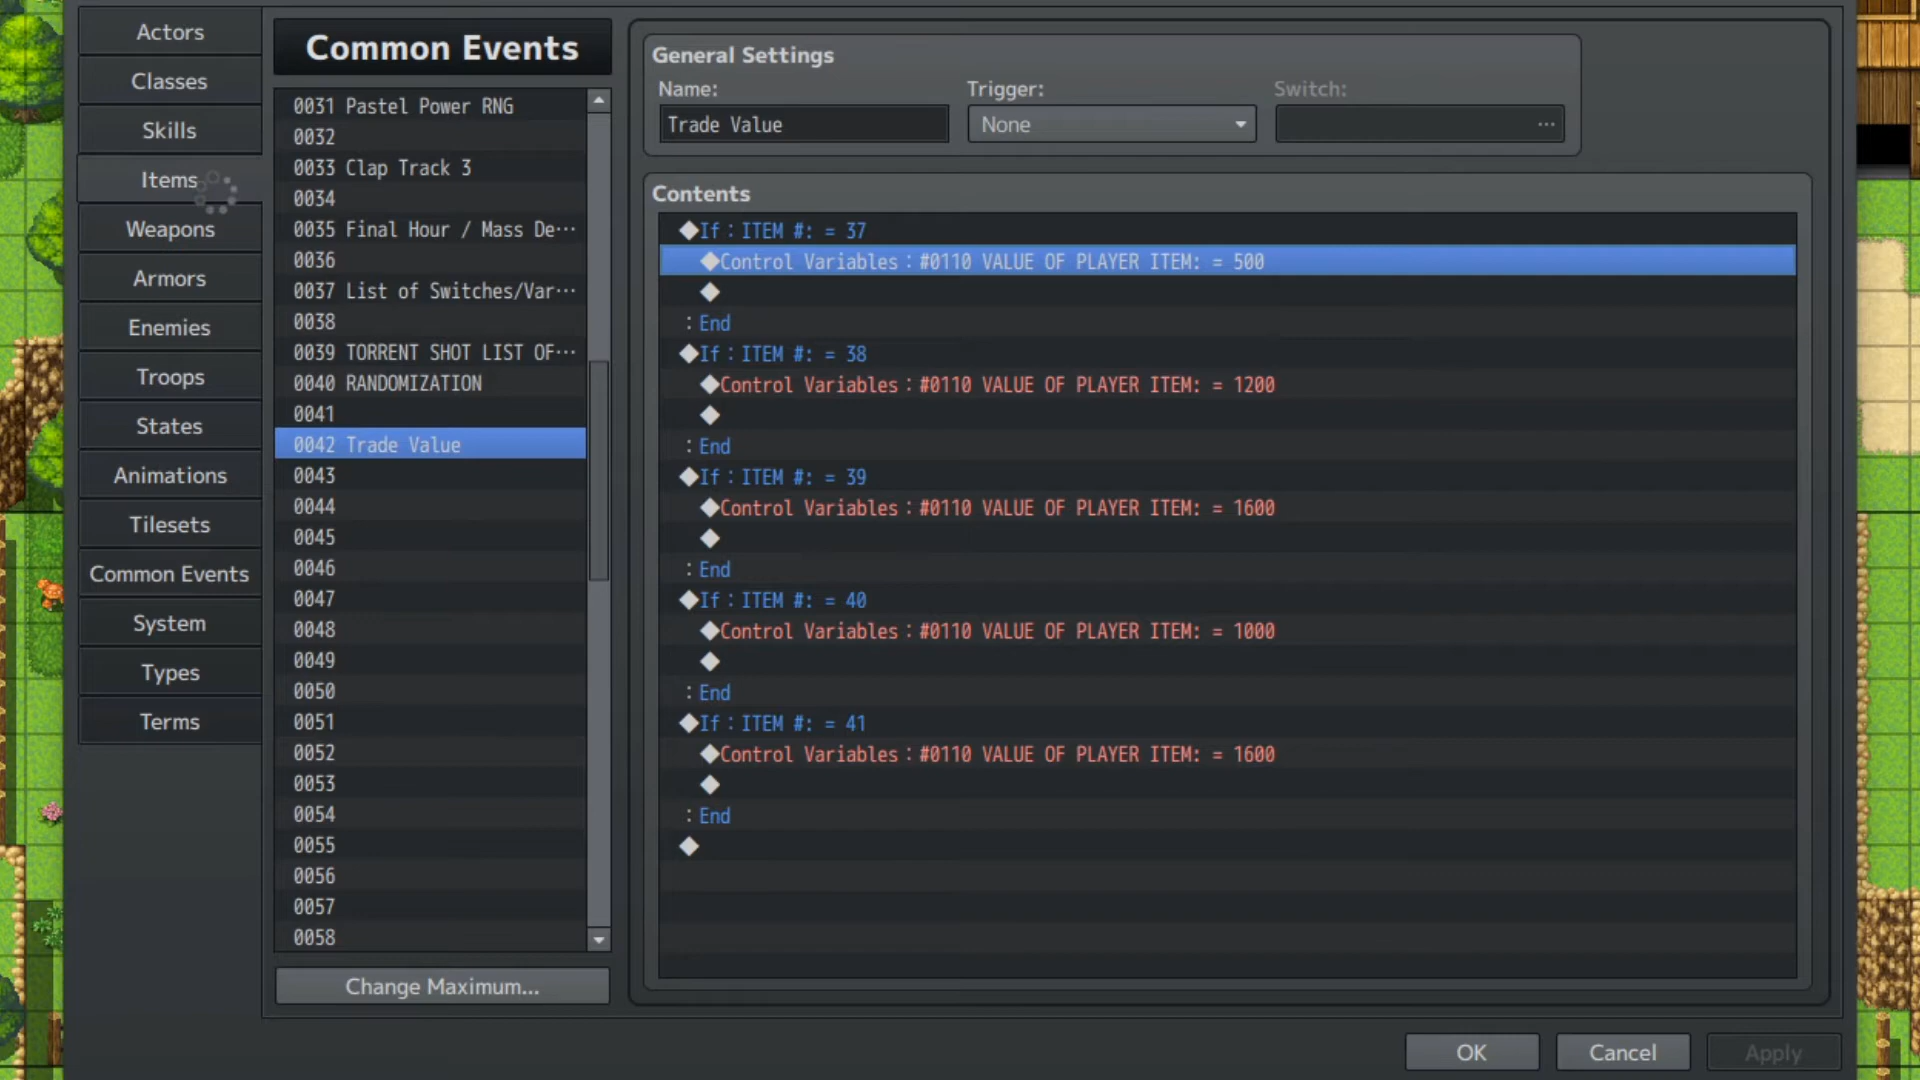 Actors
Classes
Skills
Items
Weapons
Armors
Enemies
Troops
States
Animations
Tilesets
Common Events
System
Types
Terms
Common Events
0031 Pastel Power RNG
0032
0033 Clap Track 3
0034
0035 Final Hour / Mass De…
0036
0037 List of Switches/Var…
0038
0039 TORRENT SHOT LIST OF…
0040 RANDOMIZATION
0041
0042 Trade Value
0043
0044
0045
0046
0047
0048
0049
0050
0051
0052
0053
0054
0055
0056
0057
0058
Change Maximum...
General Settings
Name:
Trigger:
Switch:
Trade Value
None
...
Contents
◆If：ITEM #: = 37
◆Control Variables：#0110 VALUE OF PLAYER ITEM: = 500
◆
：End
◆If：ITEM #: = 38
◆Control Variables：#0110 VALUE OF PLAYER ITEM: = 1200
◆
：End
◆If：ITEM #: = 39
◆Control Variables：#0110 VALUE OF PLAYER ITEM: = 1600
◆
：End
◆If：ITEM #: = 40
◆Control Variables：#0110 VALUE OF PLAYER ITEM: = 1000
◆
：End
◆If：ITEM #: = 41
◆Control Variables：#0110 VALUE OF PLAYER ITEM: = 1600
◆
：End
◆
OK
Cancel
Apply